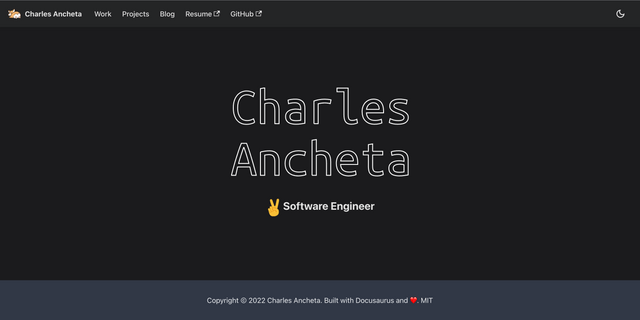 Charles Ancheta Work Projects Blog Resume GitHub
Charles
Ancheta
✌️Software Engineer
Copyright © 2022 Charles Ancheta. Built with Docusaurus and ❤️. MIT